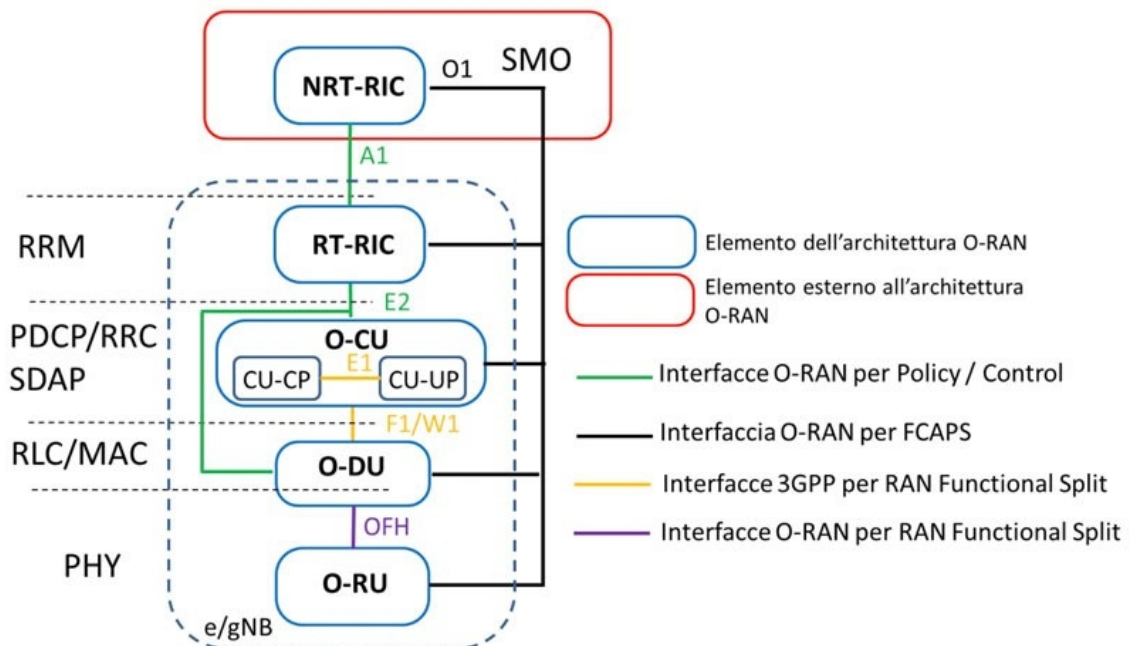 SMO
NRT-RIC
O1
A1
RRM
RT-RIC
E2
PDCP/RRC
SDAP
O-CU
E1
CU-CP
CU-UP
F1/W1
RLC/MAC
O-DU
OFH
PHY
O-RU
e/gNB
Elemento dell'architettura O-RAN
Elemento esterno all'architettura
O-RAN
Interfacce O-RAN per Policy / Control
Interfaccia O-RAN per FCAPS
Interfacce 3GPP per RAN Functional Split
Interfacce O-RAN per RAN Functional Split